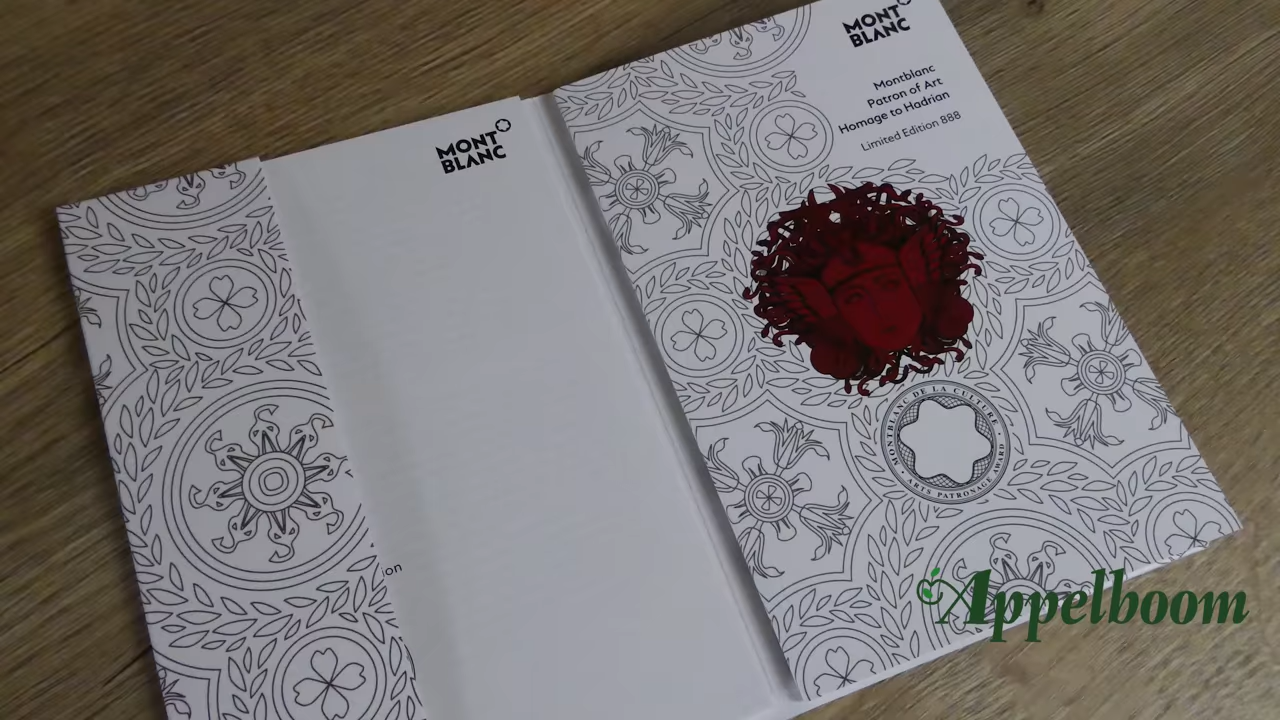 MONT
BLANC
ion
MONT
BLANC
Montblanc
Patron of Art
Homage to Hadrian
Limited Edition 888
MONTBLANC DE LA CULTURE
ARTS PATRONAGE AWARD
Appelboom